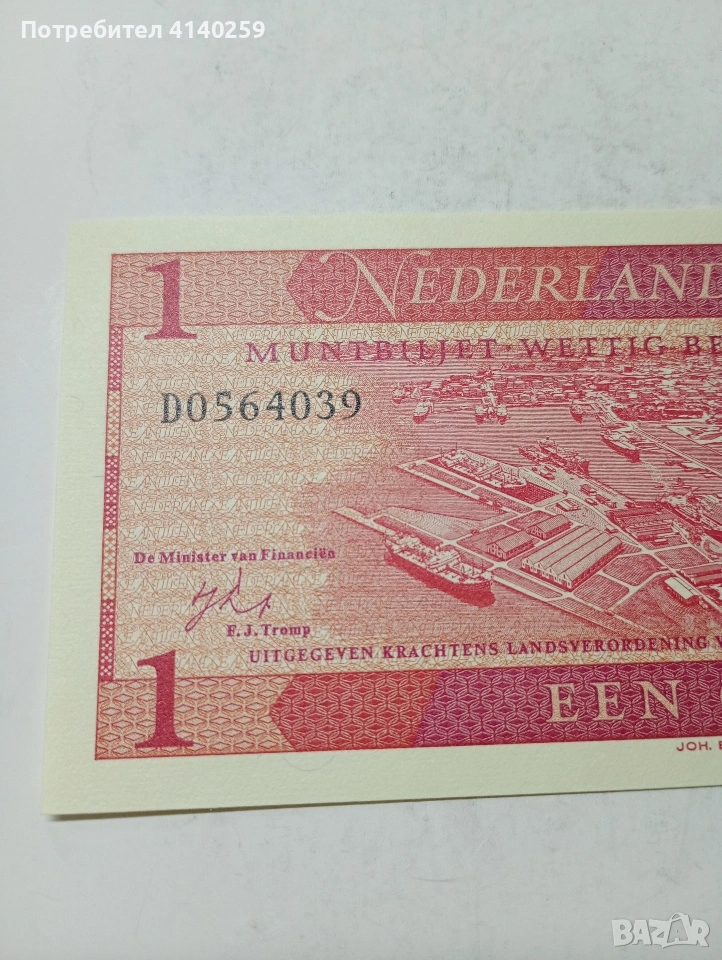 Потребител 4140259
1
NEDERLAND
MUNTBILJET · WETTIG BE
D0564039
De Minister van Financiën
F. J. Tromp
UITGEGEVEN KRACHTENS LANDSVERORDENING V
1
EEN
JOH. E
BAZAR